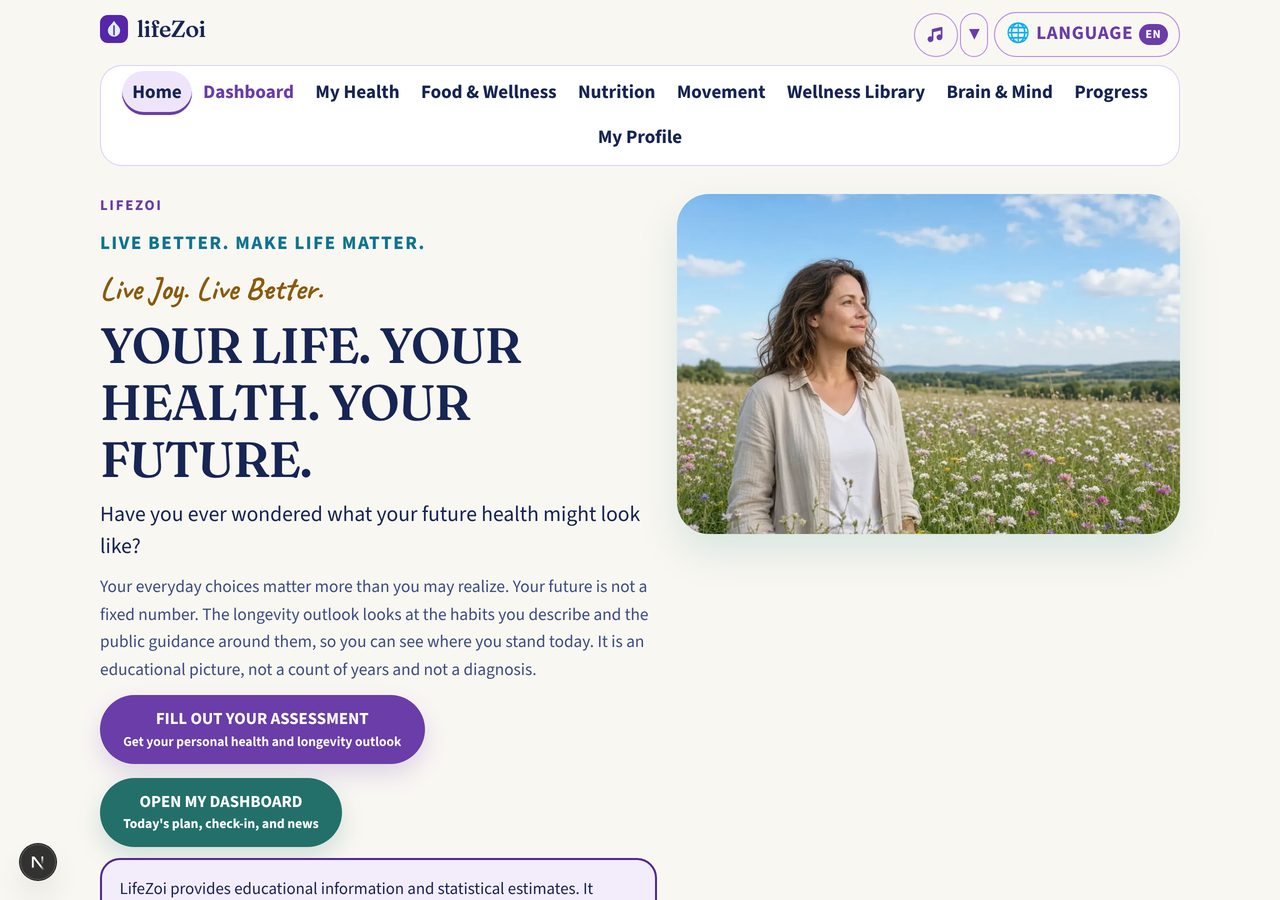 lifeZoi
▼
🌐 LANGUAGE EN
Home Dashboard My Health Food & Wellness Nutrition Movement Wellness Library Brain & Mind Progress
My Profile
LIFEZOI
LIVE BETTER. MAKE LIFE MATTER.
Live Joy. Live Better.
YOUR LIFE. YOUR
HEALTH. YOUR
FUTURE.
Have you ever wondered what your future health might look
like?
Your everyday choices matter more than you may realize. Your future is not a
fixed number. The longevity outlook looks at the habits you describe and the
public guidance around them, so you can see where you stand today. It is an
educational picture, not a count of years and not a diagnosis.
FILL OUT YOUR ASSESSMENT
Get your personal health and longevity outlook
OPEN MY DASHBOARD
Today's plan, check-in, and news
N
LifeZoi provides educational information and statistical estimates. It